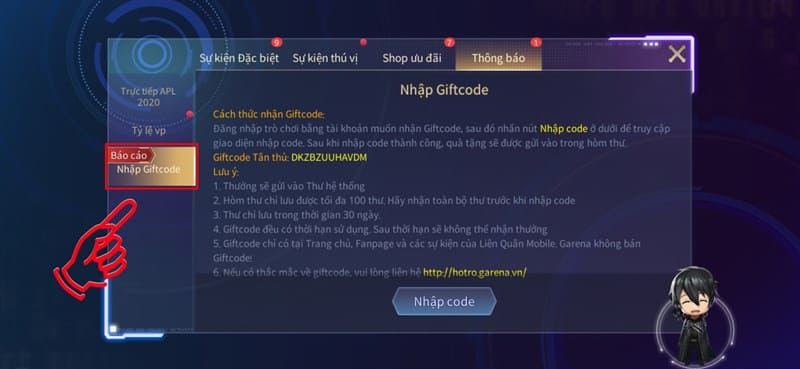 9
7
1
Sự kiện Đặc biệt
Sự kiện thú vị
Shop ưu đãi
Thông báo
Trực tiếp APL
2020
Tỷ lệ vp
Báo cáo
Nhập Giftcode
Nhập Giftcode
Cách thức nhận Giftcode:
Đăng nhập trò chơi bằng tài khoản muốn nhận Giftcode, sau đó nhấn nút Nhập code ở dưới để truy cập
giao diện nhập code. Sau khi nhập code thành công, quà tặng sẽ được gửi vào trong hòm thư.
Giftcode Tân thủ: DKZBZUUHAVDM
Lưu ý:
1. Thưởng sẽ gửi vào Thư hệ thống
2. Hòm thư chỉ lưu được tối đa 100 thư. Hãy nhận toàn bộ thư trước khi nhập code
3. Thư chỉ lưu trong thời gian 30 ngày.
4. Giftcode đều có thời hạn sử dụng. Sau thời hạn sẽ không thể nhận thưởng
5. Giftcode chỉ có tại Trang chủ, Fanpage và các sự kiện của Liên Quân Mobile. Garena không bán
Giftcode!
6. Nếu có thắc mắc về giftcode, vui lòng liên hệ http://hotro.garena.vn/
Nhập code